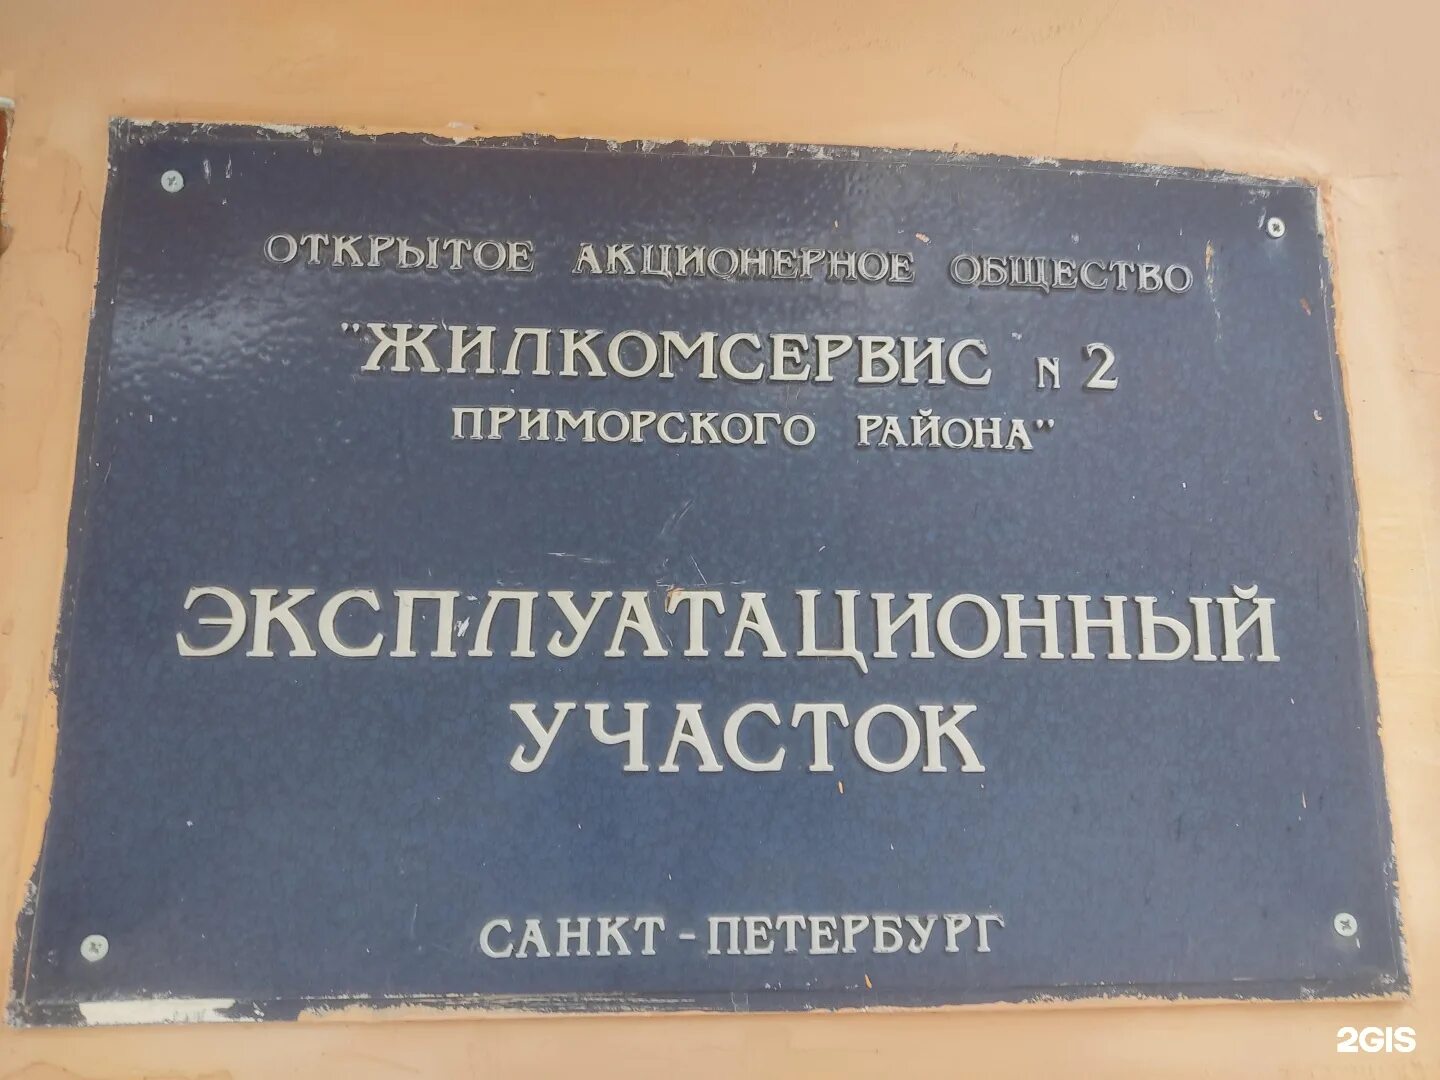 ОТКРЫТОЕ АКЦИОНЕРНОЕ ОБЩЕСТВО
"ЖИЛКОМСЕРВИС N 2
ПРИМОРСКОГО РАЙОНА"
ЭКСПЛУАТАЦИОННЫЙ
УЧАСТОК
САНКТ-ПЕТЕРБУРГ
2GIS